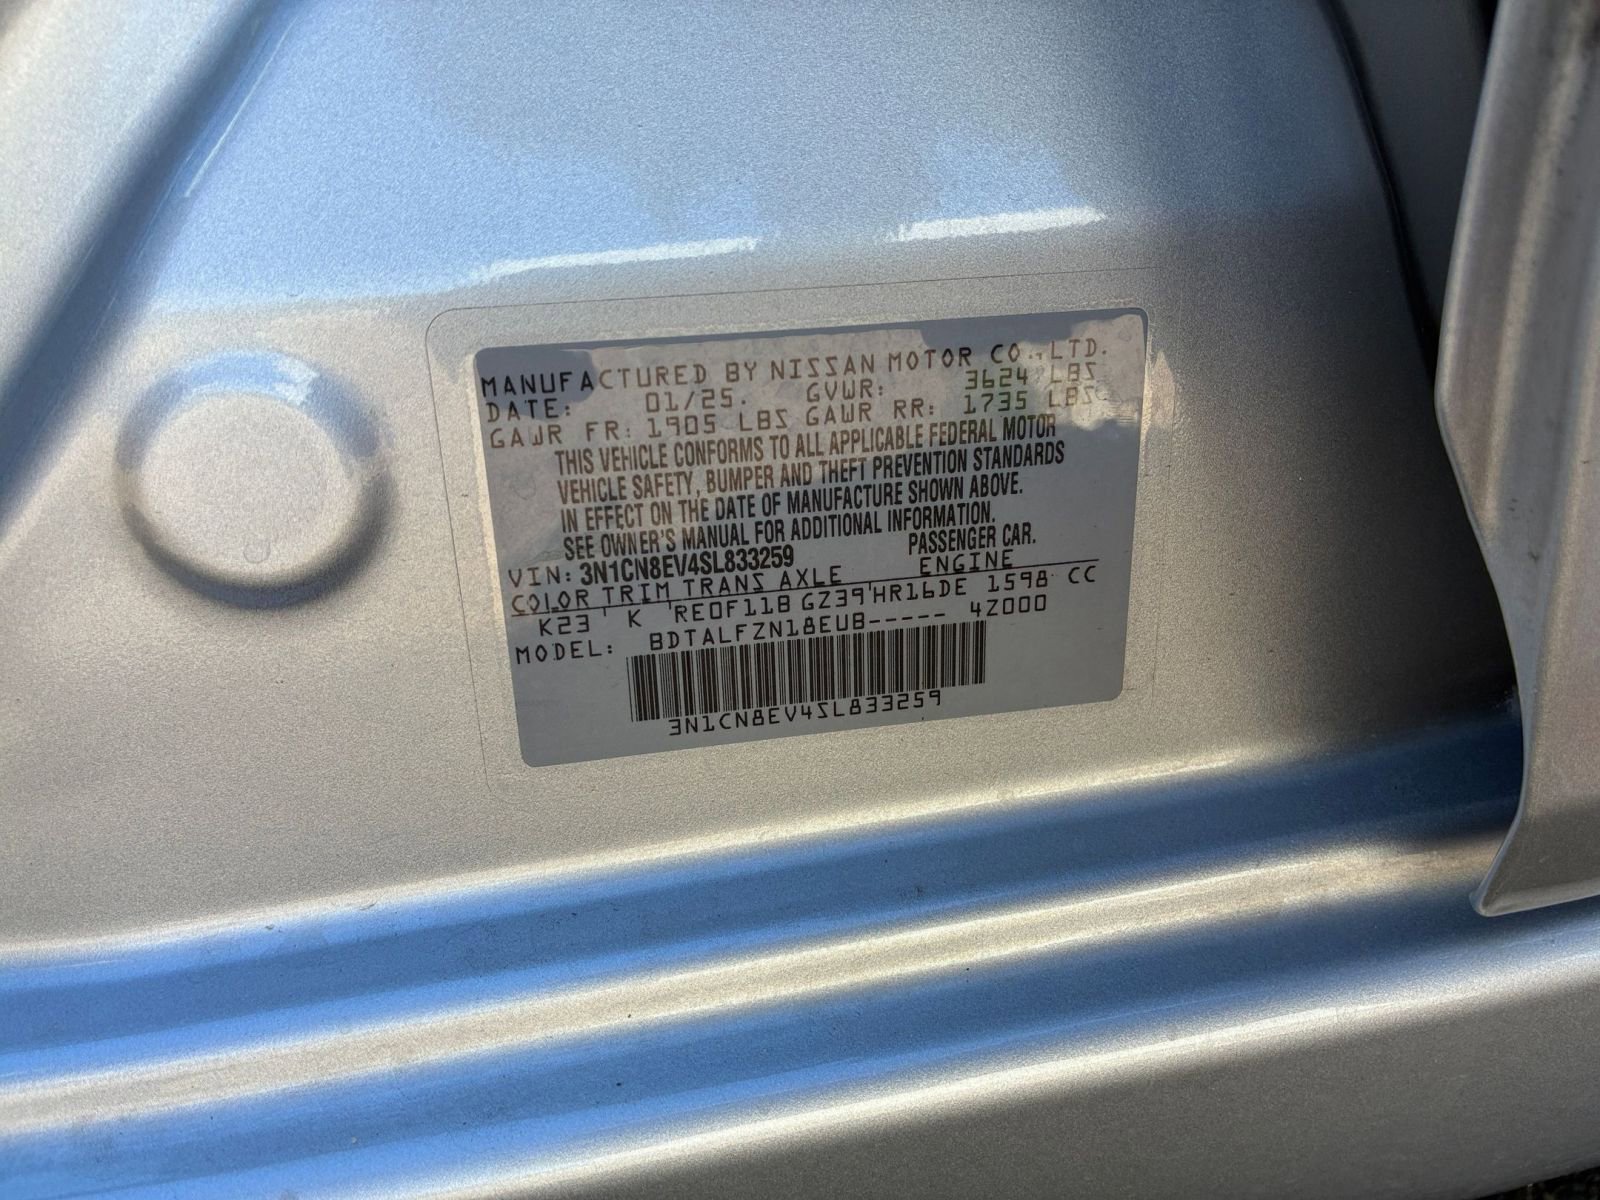 MANUFACTURED BY NISSAN MOTOR CO.,LTD.
DATE: 01/25. GVWR: 3624 LBS
GAWR FR: 1905 LBS GAWR RR: 1735 LBS
THIS VEHICLE CONFORMS TO ALL APPLICABLE FEDERAL MOTOR
VEHICLE SAFETY, BUMPER AND THEFT PREVENTION STANDARDS
IN EFFECT ON THE DATE OF MANUFACTURE SHOWN ABOVE.
SEE OWNER'S MANUAL FOR ADDITIONAL INFORMATION.
VIN: 3N1CN8EV4SL833259 PASSENGER CAR.
COLOR TRIM TRANS AXLE ENGINE
K23 ' K 'RE0F11B GZ39'HR16DE 1598 CC
MODEL: BDTALFZN18EUB----- 4Z000
3N1CN8EV4SL833259